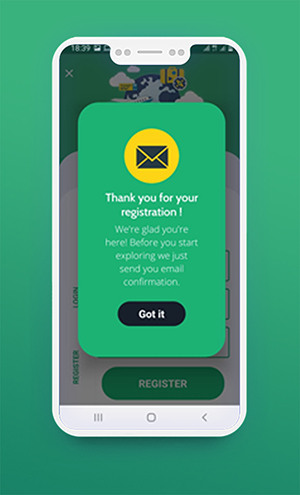 18:39
Thank you for your
registration !
We're glad you're
here! Before you start
exploring we just
send you email
confirmation.
Got it
LOGIN
REGISTER
REGISTER